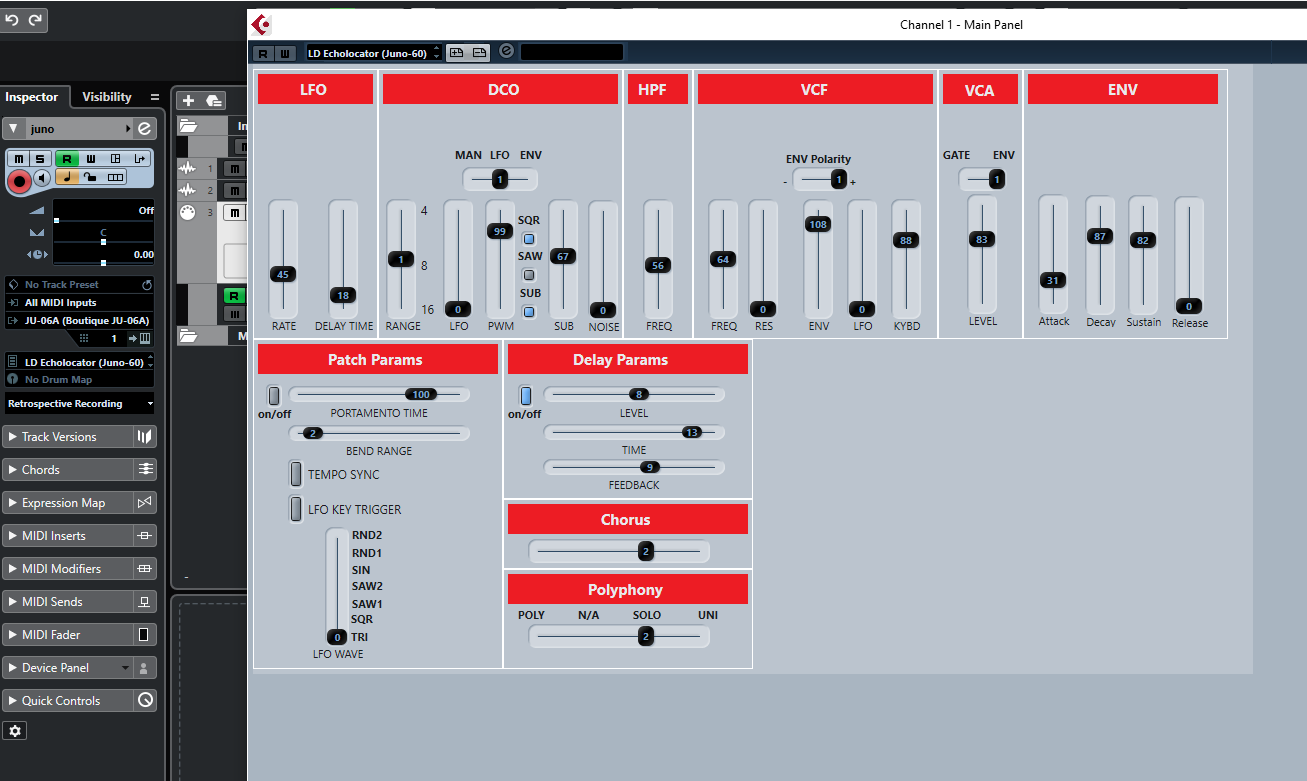 Channel 1 - Main Panel
R W LD Echolocator (Juno-60) e
Inspector Visibility
juno e
M S R W
Off
C
0.00
No Track Preset
All MIDI Inputs
JU-06A (Boutique JU-06A)
1
LD Echolocator (Juno-60)
No Drum Map
Retrospective Recording
Track Versions
Chords
Expression Map
MIDI Inserts
MIDI Modifiers
MIDI Sends
MIDI Fader
Device Panel
Quick Controls
In
1 m
2 m
3 m
R
M
LFO
45
18
RATE DELAY TIME
DCO
MAN LFO ENV
1
4
8
16
1
0
99
SQR
SAW
SUB
67
0
RANGE LFO PWM SUB NOISE
HPF
56
FREQ
VCF
ENV Polarity
- 1 +
64
0
108
0
88
FREQ RES ENV LFO KYBD
VCA
GATE ENV
1
83
LEVEL
ENV
31
87
82
0
Attack Decay Sustain Release
Patch Params
on/off
100
PORTAMENTO TIME
2
BEND RANGE
TEMPO SYNC
LFO KEY TRIGGER
RND2
RND1
SIN
SAW2
SAW1
SQR
0 TRI
LFO WAVE
Delay Params
on/off
8
LEVEL
13
TIME
9
FEEDBACK
Chorus
2
Polyphony
POLY N/A SOLO UNI
2